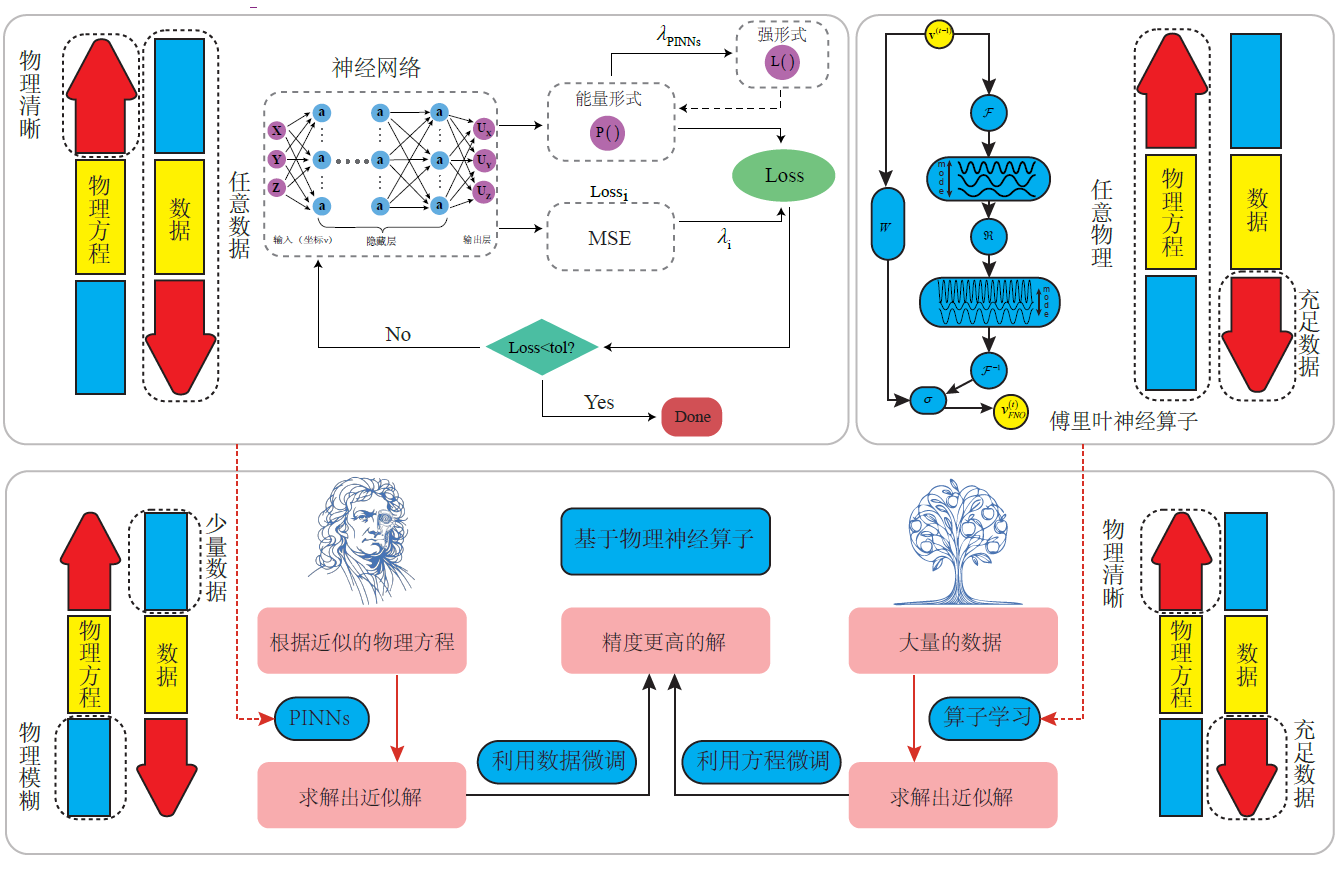 物理清晰
物理方程
数据
任意数据
神经网络
X
Y
Z
a
a
a
a
a
a
a
a
a
U_X
U_Y
U_Z
输入（坐标v）
隐藏层
输出层
λ_PINNs
强形式
L()
能量形式
P()
Loss_i
MSE
λ_i
Loss
Loss<tol?
No
Yes
Done
v^(t-1)
ℱ
mode
W
ℜ
mode
ℱ⁻¹
σ
v_FNO^(t)
傅里叶神经算子
任意物理
物理方程
数据
充足数据
少量数据
物理方程
数据
物理模糊
基于物理神经算子
根据近似的物理方程
精度更高的解
大量的数据
PINNs
算子学习
利用数据微调
利用方程微调
求解出近似解
求解出近似解
物理清晰
物理方程
数据
充足数据